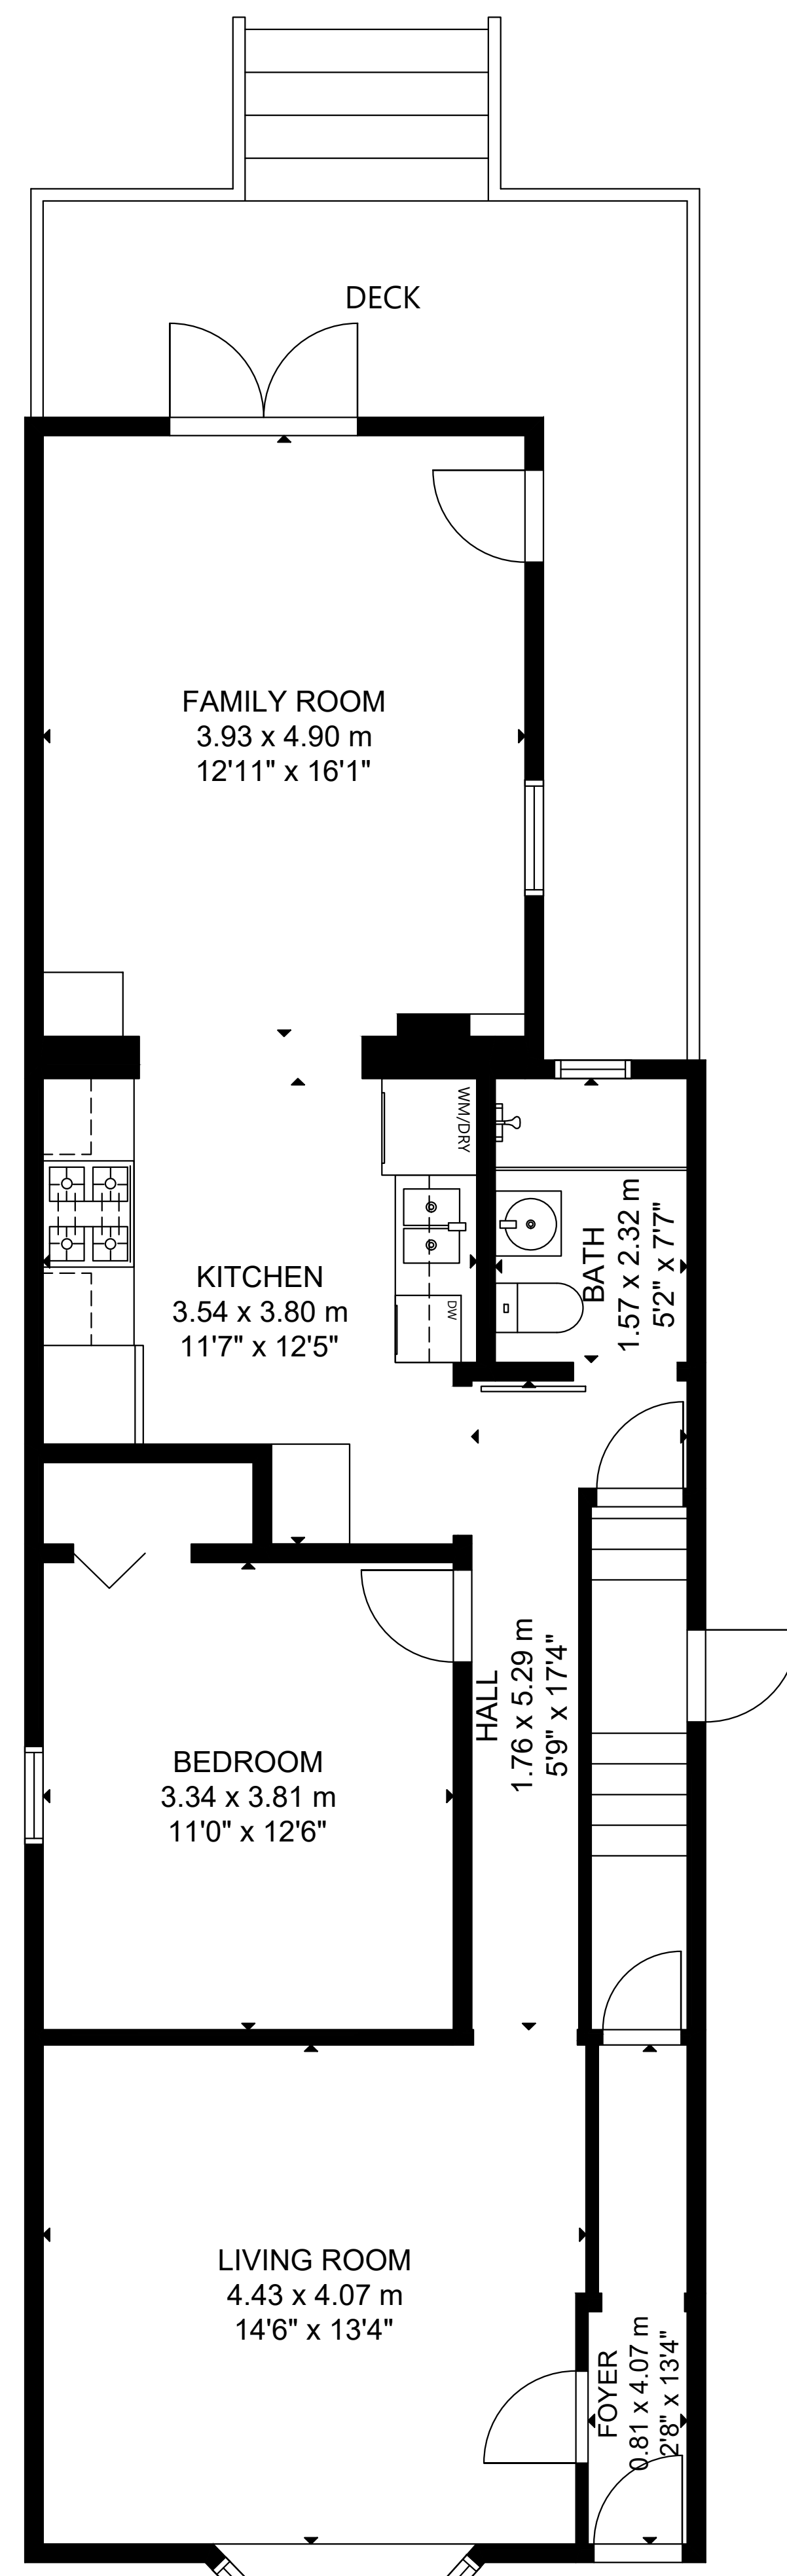 DECK
FAMILY ROOM
3.93 x 4.90 m
12'11" x 16'1"
WM/DRY
KITCHEN
3.54 x 3.80 m
11'7" x 12'5"
DW
BATH
1.57 x 2.32 m
5'2" x 7'7"
HALL
1.76 x 5.29 m
5'9" x 17'4"
BEDROOM
3.34 x 3.81 m
11'0" x 12'6"
LIVING ROOM
4.43 x 4.07 m
14'6" x 13'4"
FOYER
0.81 x 4.07 m
2'8" x 13'4"